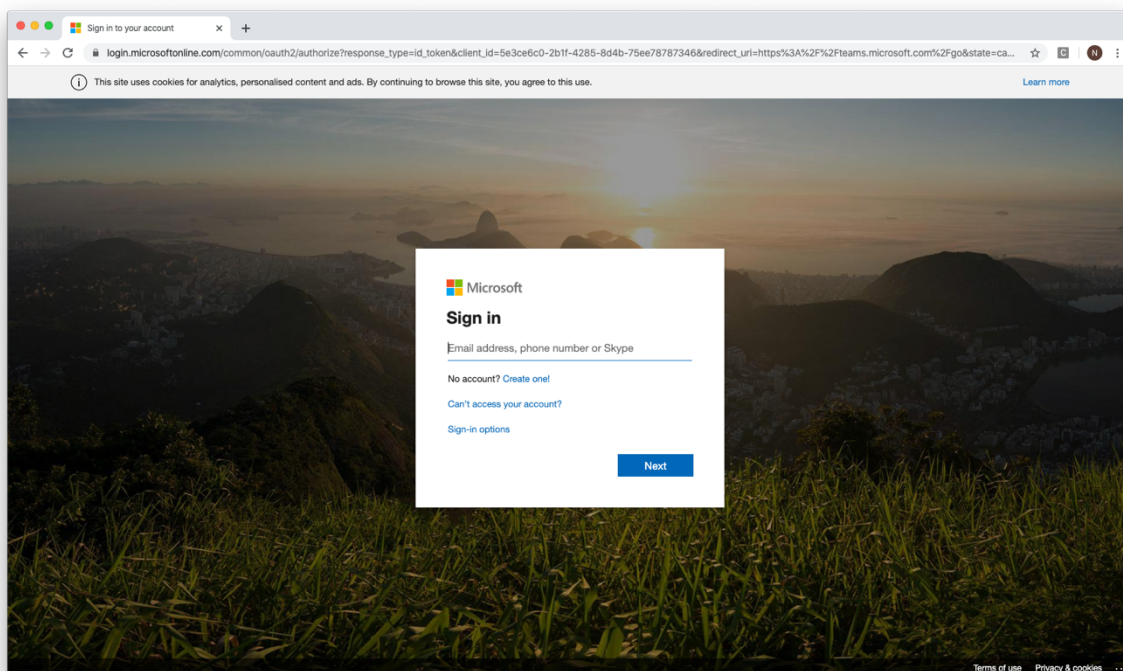 Sign in to your account
login.microsoftonline.com/common/oauth2/authorize?response_type=id_token&client_id=5e3ce6c0-2b1f-4285-8d4b-75ee78787346&redirect_uri=https%3A%2F%2Fteams.microsoft.com%2Fgo&state=ca...
C
N
This site uses cookies for analytics, personalised content and ads. By continuing to browse this site, you agree to this use.
Learn more
Microsoft
Sign in
Email address, phone number or Skype
No account? Create one!
Can't access your account?
Sign-in options
Next
Terms of use Privacy & cookies ...